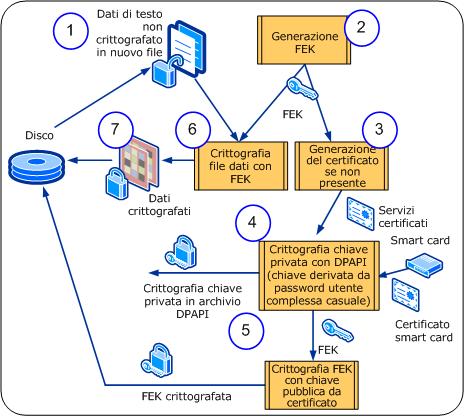 1
Dati di testo
non
crittografato
in nuovo file
2
Generazione
FEK
FEK
Disco
7
6
3
Crittografia
file dati con
FEK
Generazione
del certificato
se non
presente
Dati
crittografati
Servizi
certificati
4
Smart card
Crittografia chiave
privata con DPAPI
(chiave derivata da
password utente
complessa casuale)
Crittografia chiave
privata in archivio
DPAPI
Certificato
smart card
5
FEK
Crittografia FEK
con chiave
pubblica da
certificato
FEK crittografata